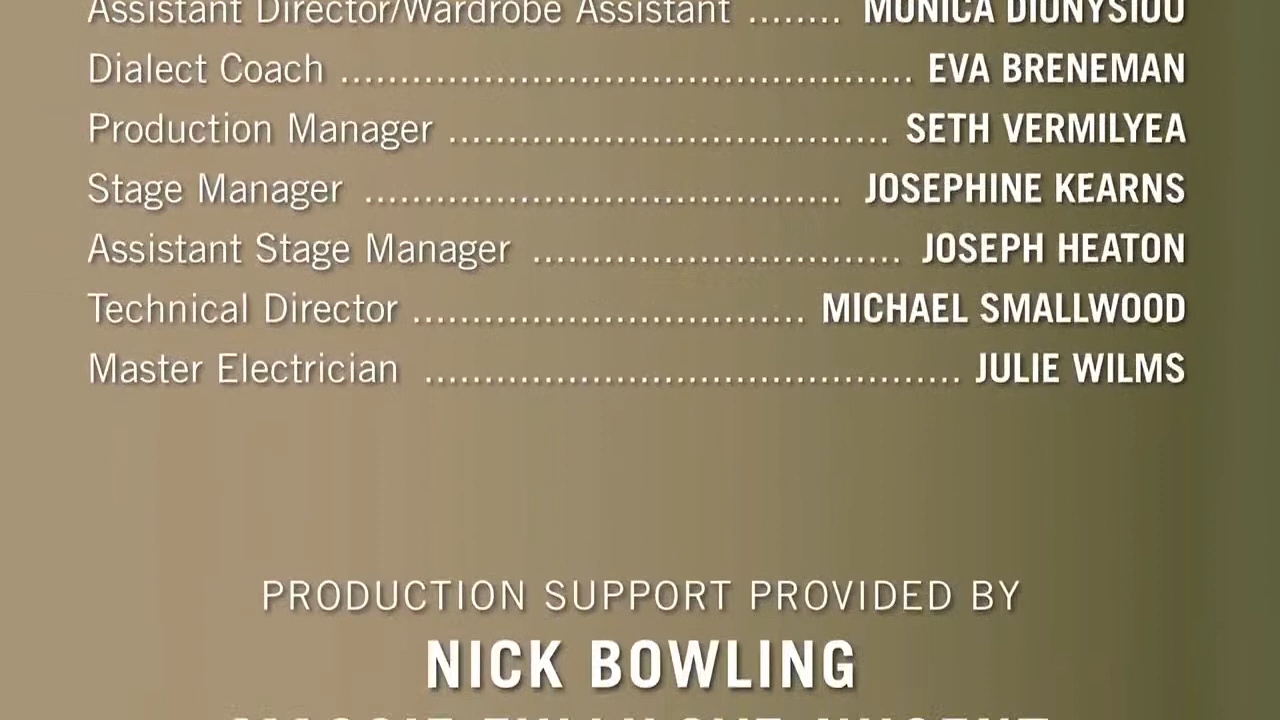 Assistant Director/Wardrobe Assistant ........ MONICA DIONYSIOU
Dialect Coach ................................................ EVA BRENEMAN
Production Manager ..................................... SETH VERMILYEA
Stage Manager ........................................ JOSEPHINE KEARNS
Assistant Stage Manager ............................... JOSEPH HEATON
Technical Director ................................. MICHAEL SMALLWOOD
Master Electrician ............................................. JULIE WILMS
PRODUCTION SUPPORT PROVIDED BY
NICK BOWLING